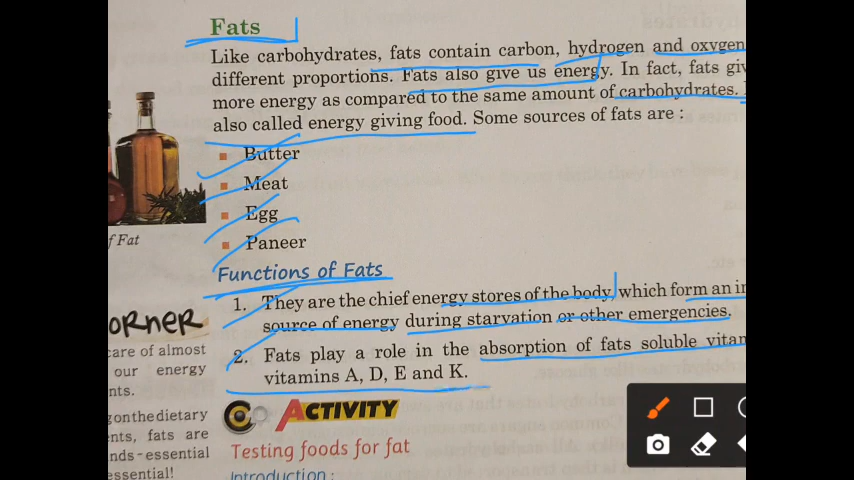 Fats
Like carbohydrates, fats contain carbon, hydrogen and oxygen
different proportions. Fats also give us energy. In fact, fats
more energy as compared to the same amount of carbohydrates.
also called energy giving food. Some sources of fats are :
■ Butter
■ Meat
■ Egg
■ Paneer
f Fat
Functions of Fats
1. They are the chief energy stores of the body, which form an
source of energy during starvation or other emergencies.
2. Fats play a role in the absorption of fats soluble
vitamins A, D, E and K.
ORNER
care of almost
our energy
nts.
gonthedietary
nts, fats are
nds-essential
essential!
Co ACTIVITY
Testing foods for fat
Introduction :